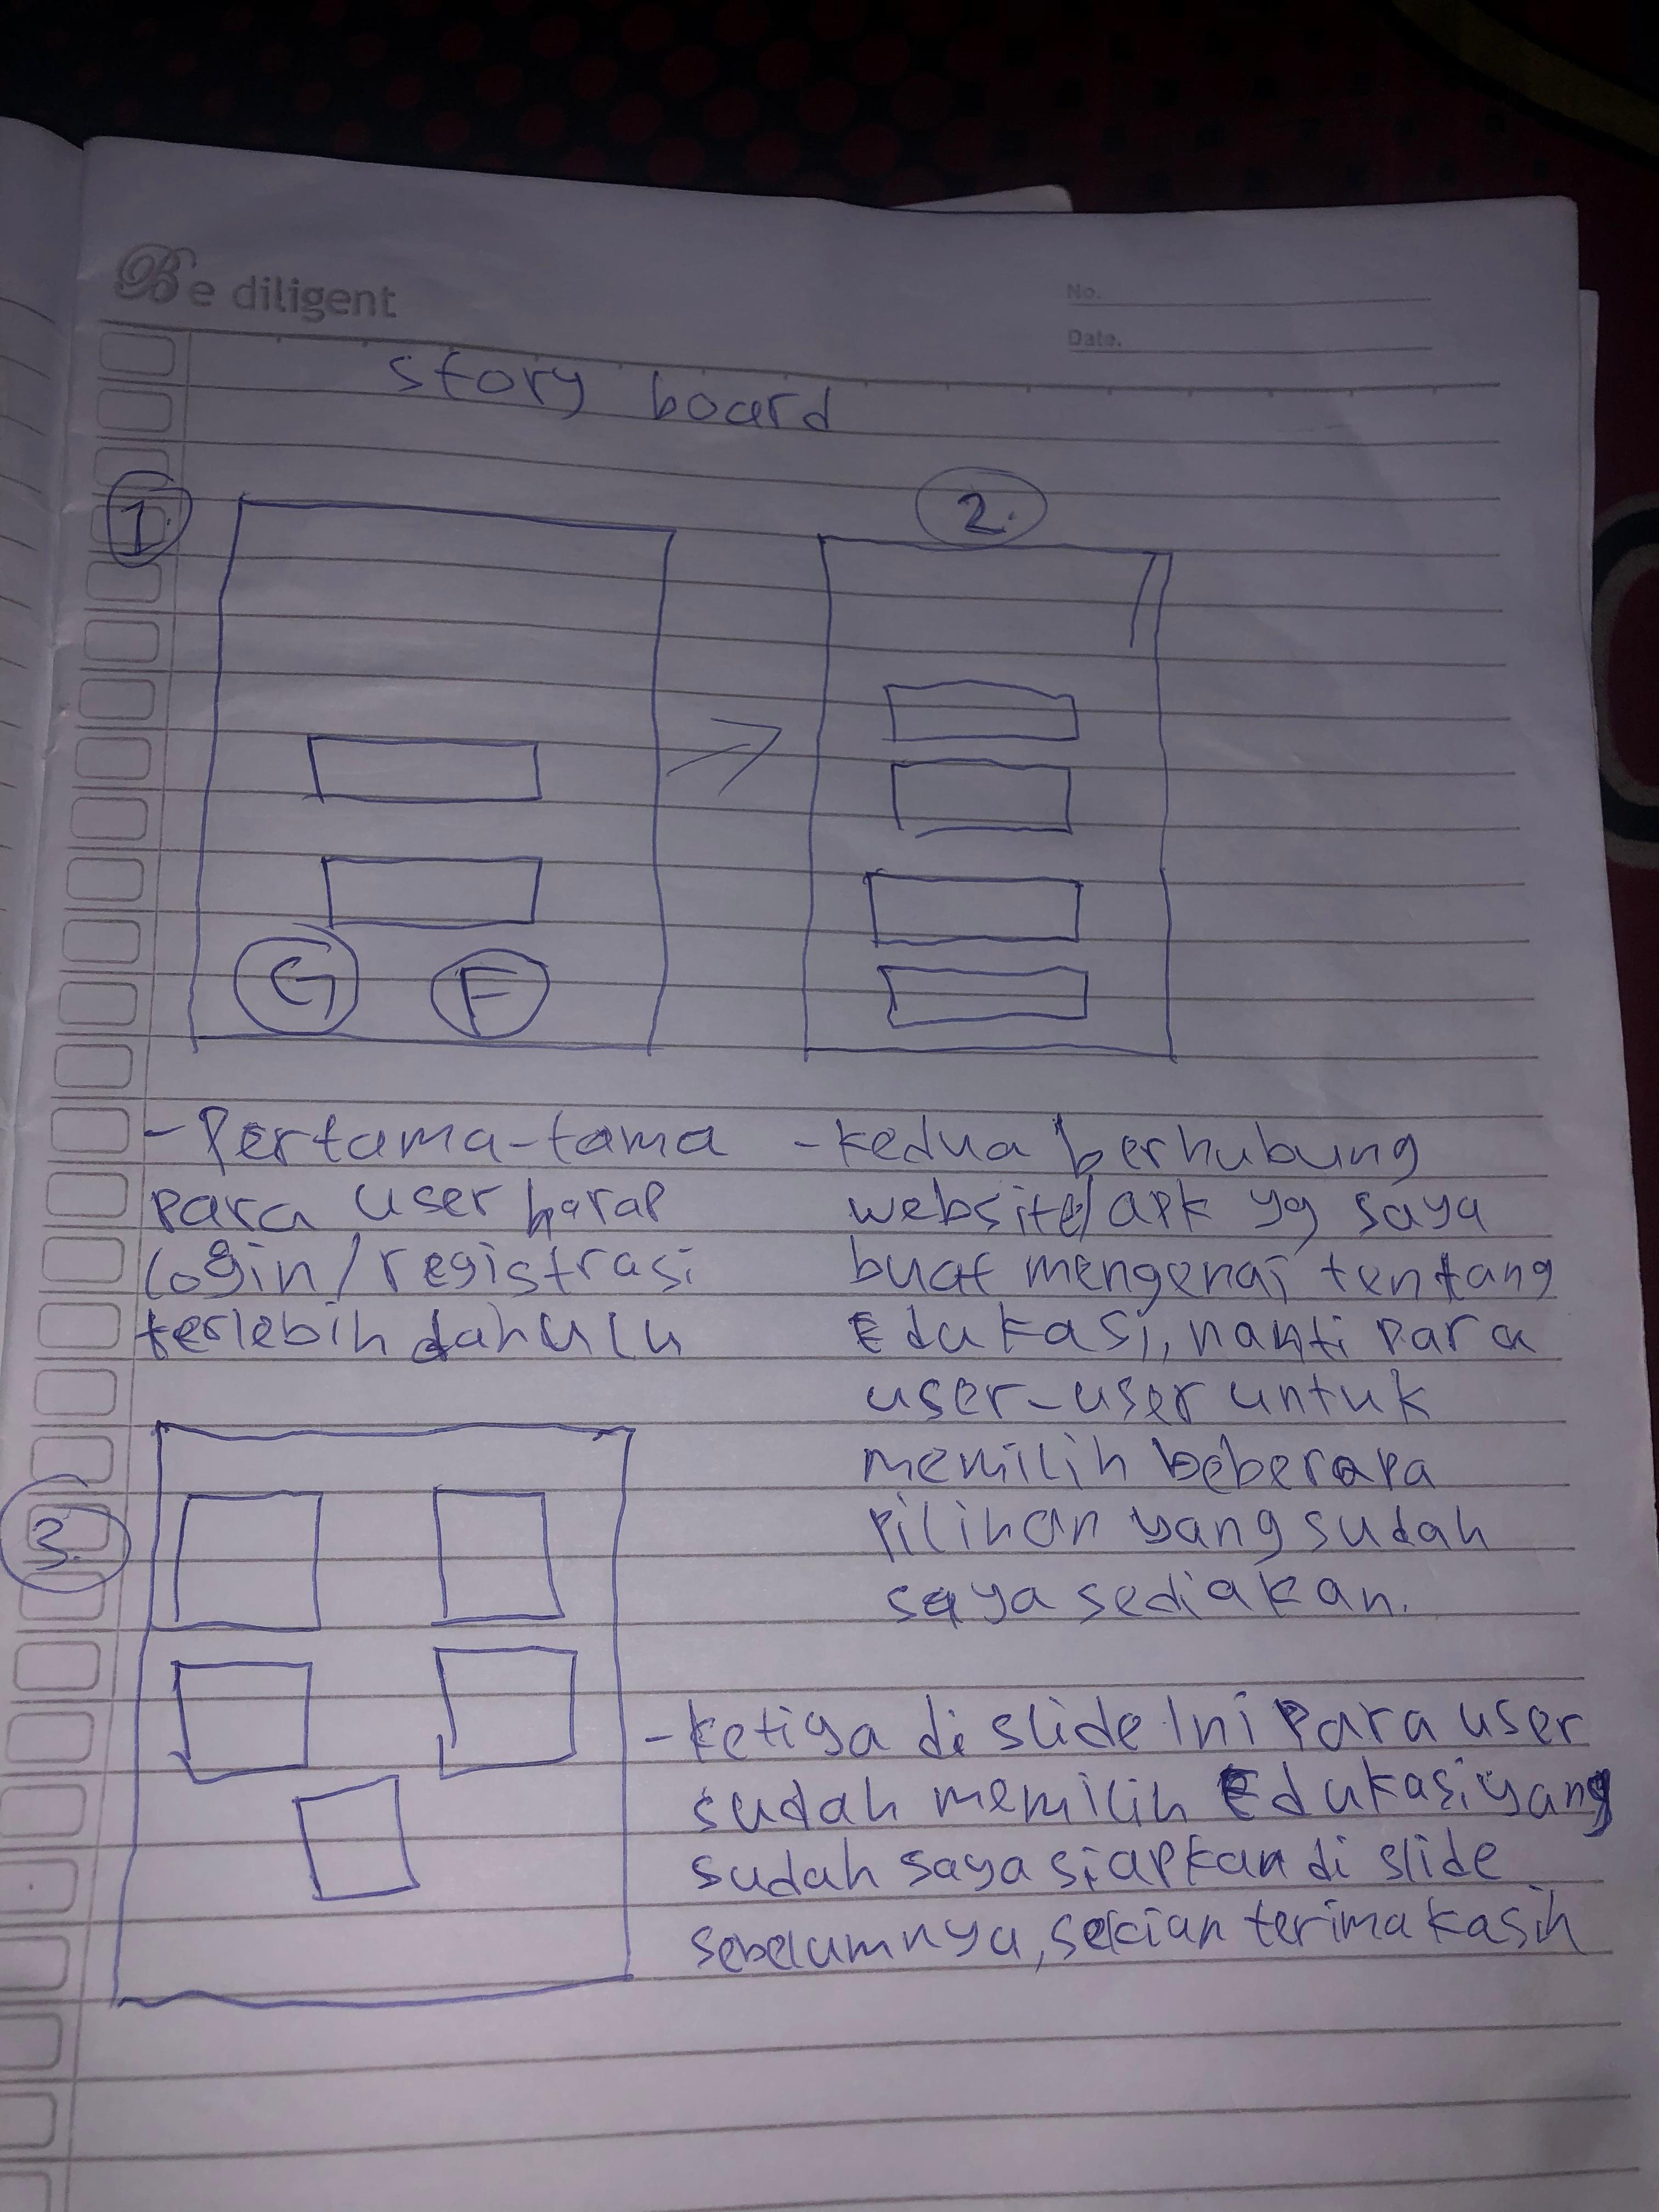 Be diligent
No.
Date.
Story board
1.
2.
G F
- Pertama-tama
para user harap
login/registrasi
terlebih dahulu
- kedua berhubung
website/apk yg saya
buat mengenai tentang
Edukasi, nanti para
user-user untuk
memilih beberapa
pilihan yang sudah
saya sediakan.
3.
- ketiga di slide Ini para user
sudah memilih Edukasi yang
sudah saya siapkan di slide
sebelumnya, sekian terima kasih